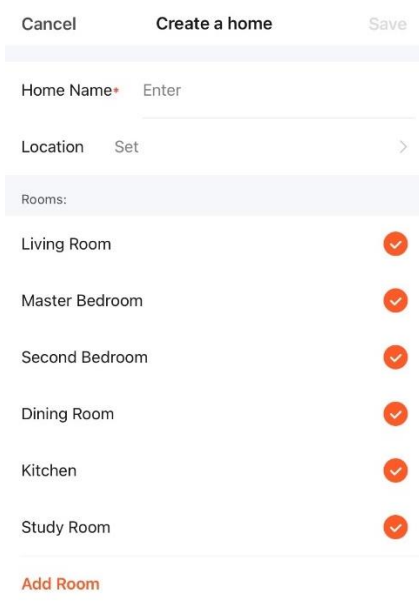 Cancel Create a home Save
Home Name* Enter
Location Set
Rooms:
Living Room
Master Bedroom
Second Bedroom
Dining Room
Kitchen
Study Room
Add Room